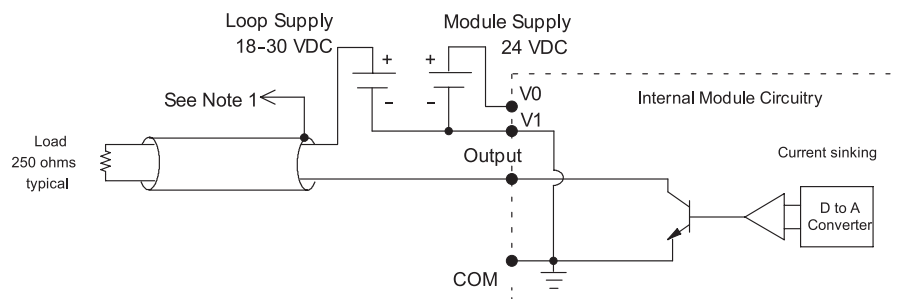 Loop Supply
18-30 VDC
Module Supply
24 VDC
+
-
+
-
See Note 1
V0
V1
Internal Module Circuitry
Load
250 ohms
typical
Output
Current sinking
D to A
Converter
COM